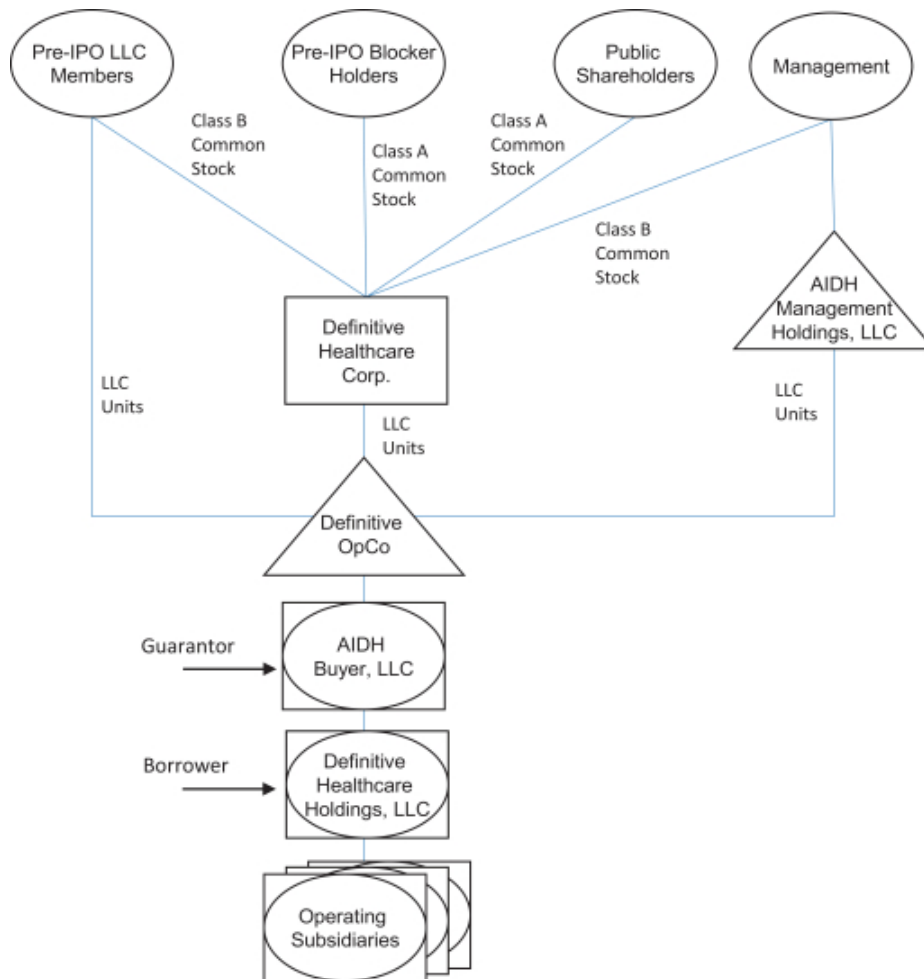 Pre-IPO LLC
Members
Pre-IPO Blocker
Holders
Public
Shareholders
Management
Class B
Common
Stock
Class A
Common
Stock
Class A
Common
Stock
Class B
Common
Stock
AIDH
Management
Holdings, LLC
Definitive
Healthcare
Corp.
LLC
Units
LLC
Units
LLC
Units
Definitive
OpCo
Guarantor
AIDH
Buyer, LLC
Borrower
Definitive
Healthcare
Holdings, LLC
Operating
Subsidiaries